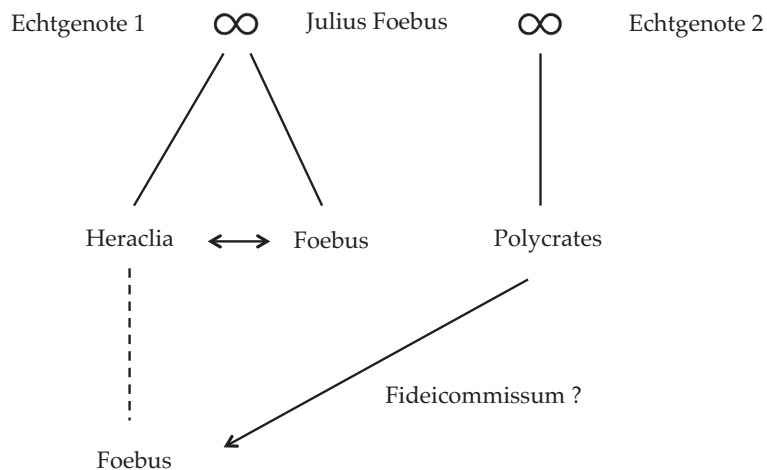 Echtgenote 1 ∞ Julius Foebus ∞ Echtgenote 2
Heraclia Foebus Polycrates
Fideicommissum ?
Foebus